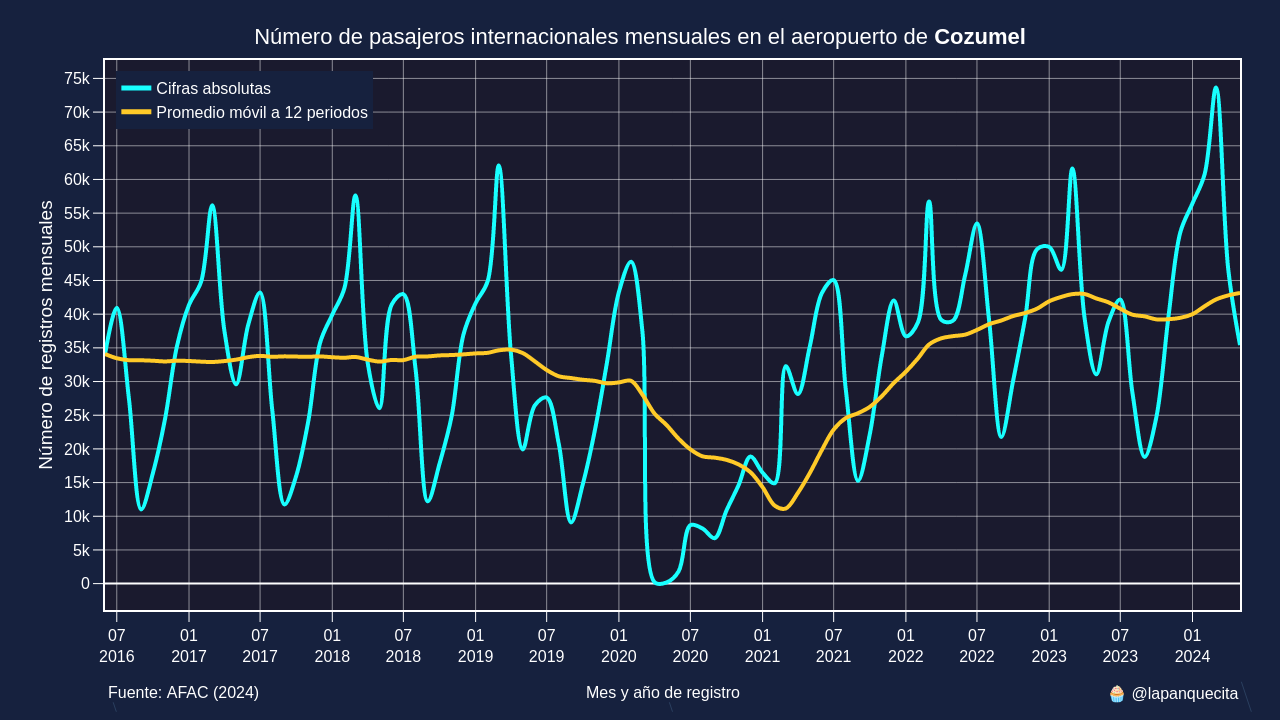 Número de pasajeros internacionales mensuales en el aeropuerto de Cozumel
Cifras absolutas
Promedio móvil a 12 periodos
Número de registros mensuales
75k
70k
65k
60k
55k
50k
45k
40k
35k
30k
25k
20k
15k
10k
5k
0
07 01 07 01 07 01 07 01 07 01 07 01 07 01 07 01
2016 2017 2017 2018 2018 2019 2019 2020 2020 2021 2021 2022 2022 2023 2023 2024
Fuente: AFAC (2024)
Mes y año de registro
🧁 @lapanquecita